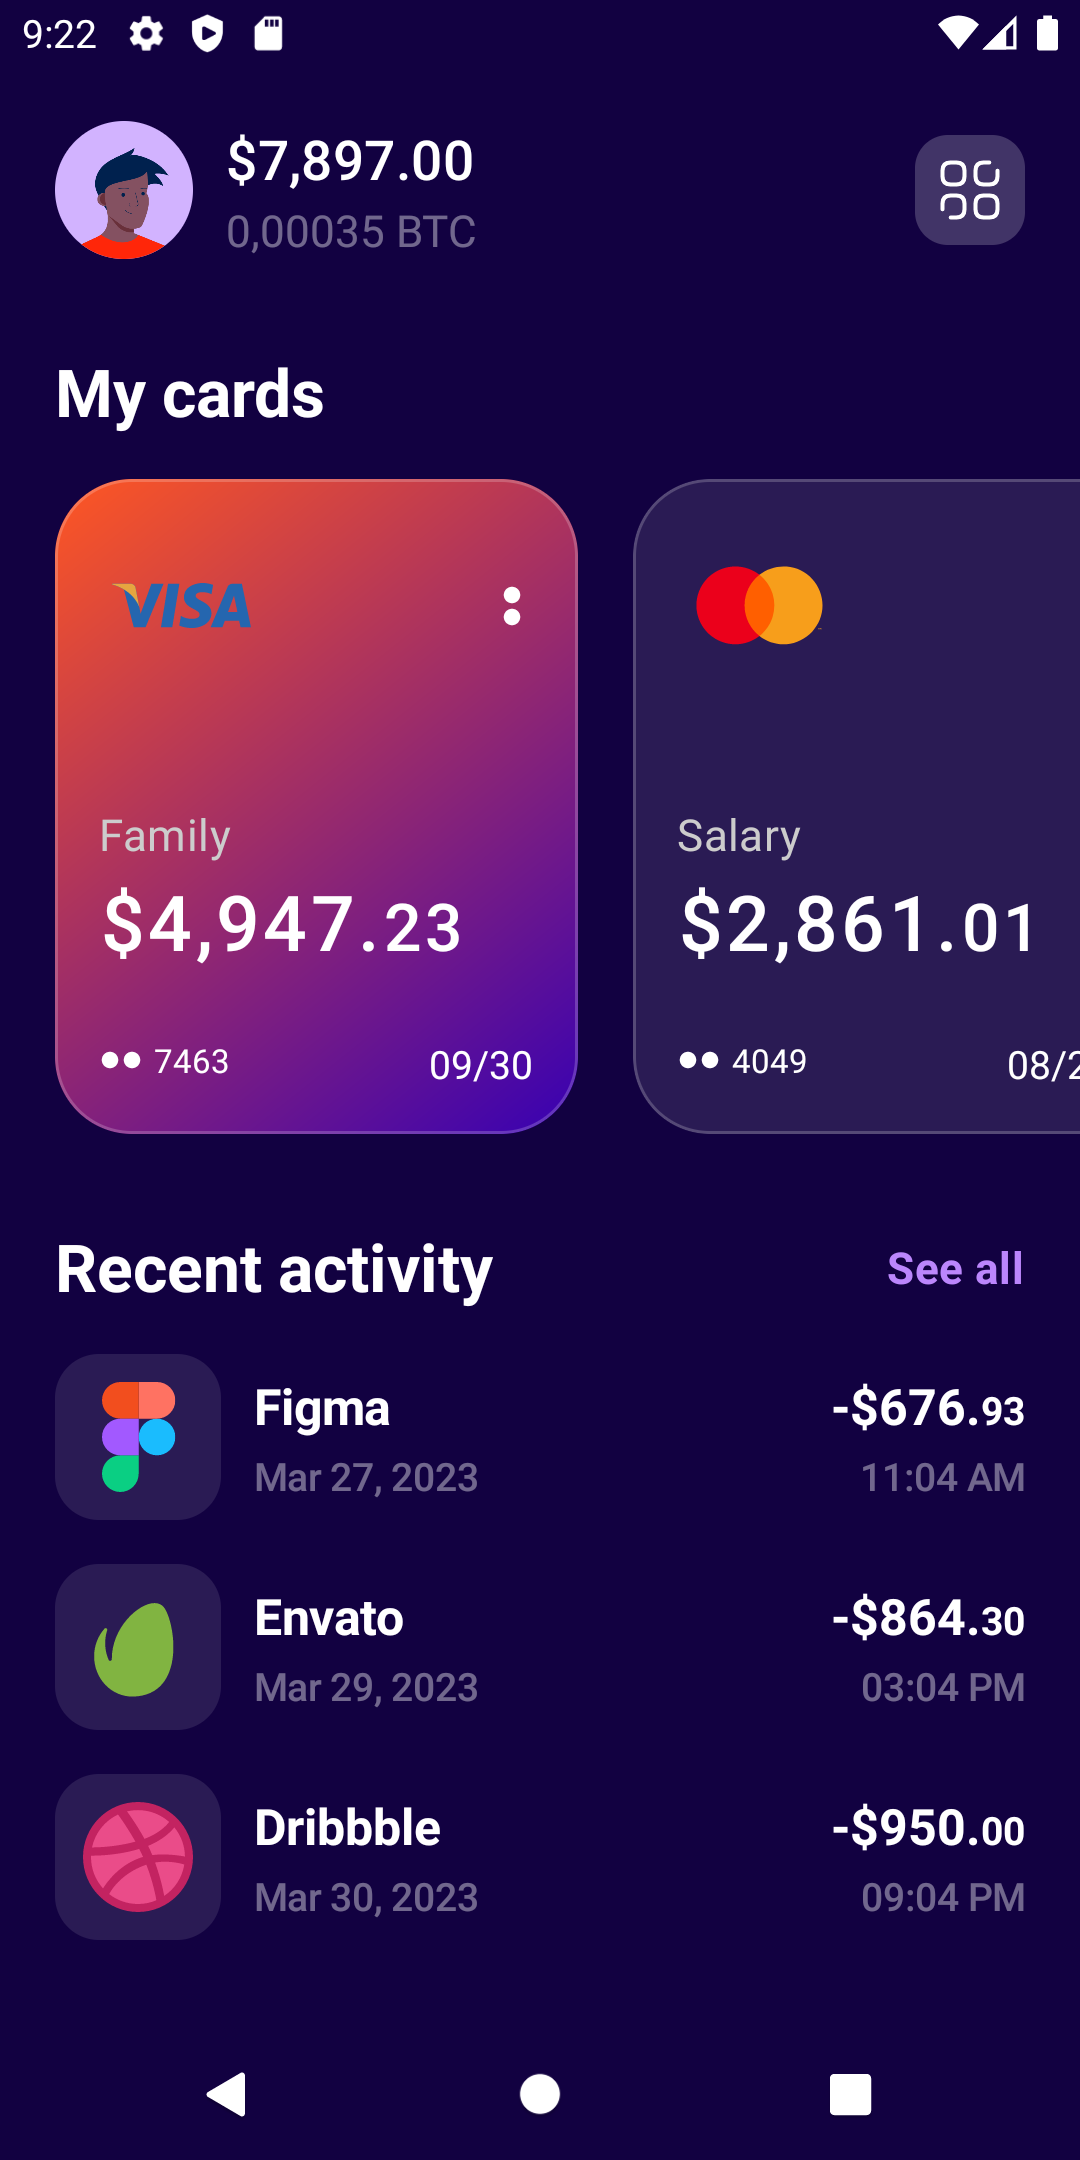 9:22
$7,897.00
0,00035 BTC
My cards
VISA
Family
$4,947.23
7463
09/30
Salary
$2,861.01
4049
08/2
Recent activity
See all
Figma
-$676.93
Mar 27, 2023
11:04 AM
Envato
-$864.30
Mar 29, 2023
03:04 PM
Dribbble
-$950.00
Mar 30, 2023
09:04 PM